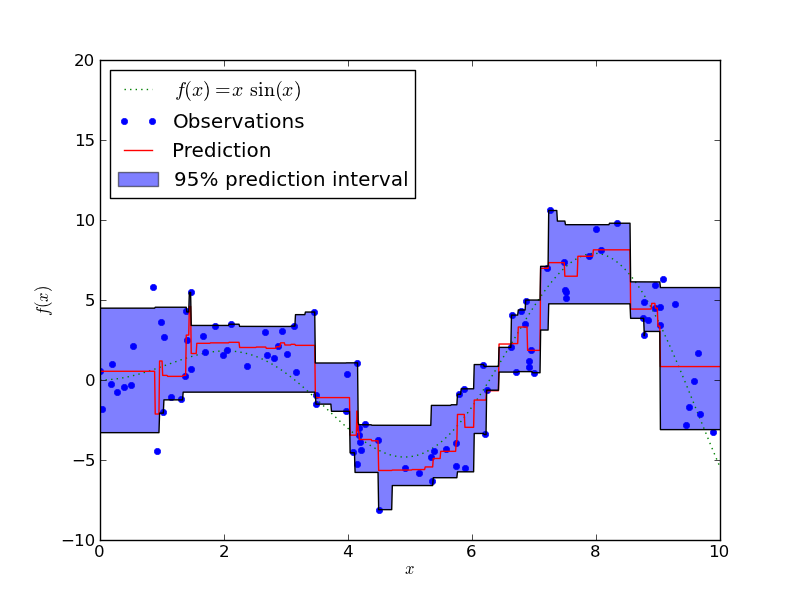 20
15
10
5
0
−5
−10
f(x)
f(x)=x sin(x)
Observations
Prediction
95% prediction interval
0 2 4 6 8 10
x